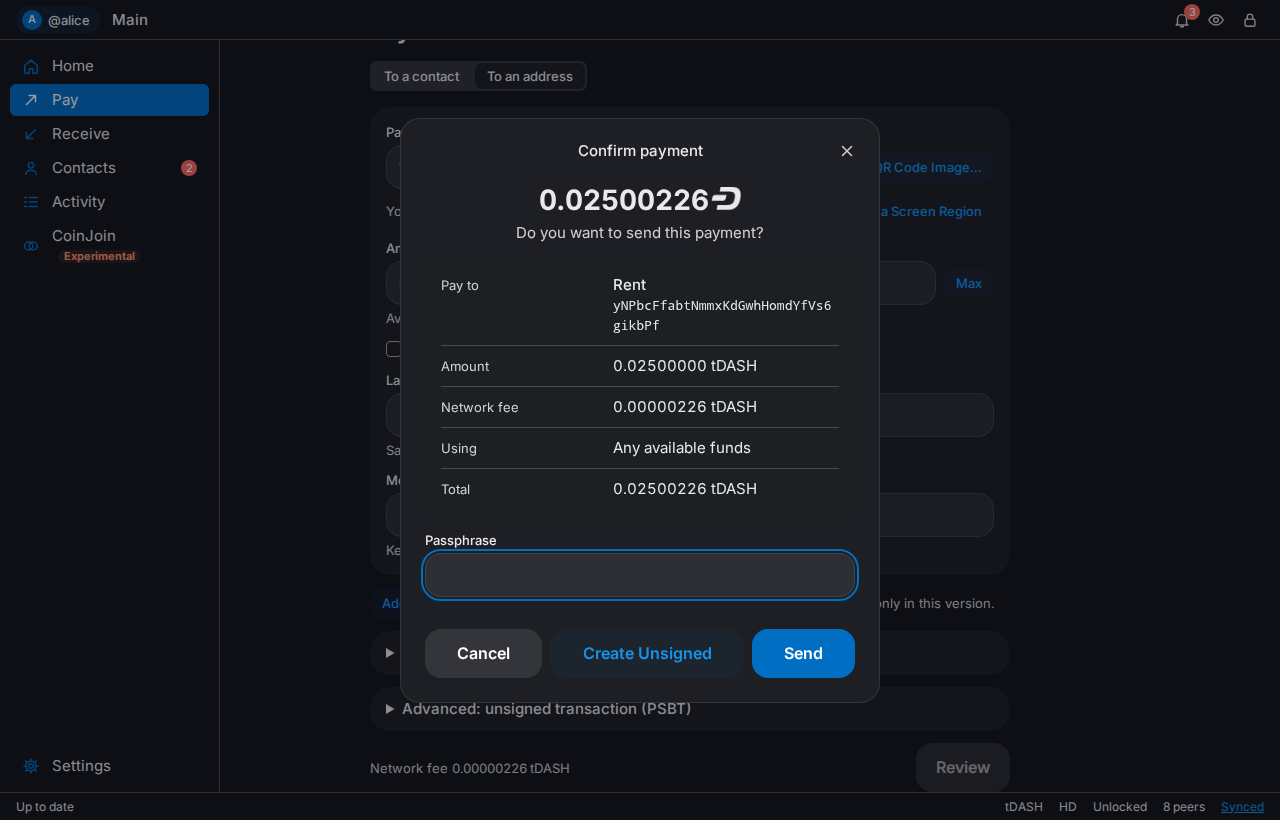 A @alice Main 3
Home
Pay
Receive
Contacts 2
Activity
CoinJoin
Experimental
Settings
To a contact To an address
QR Code Image...
a Screen Region
Max
Confirm payment
0.02500226
Do you want to send this payment?
Pay to Rent
yNPbcFfabtNmmxKdGwhHomdYfVs6
gikbPf
Amount 0.02500000 tDASH
Network fee 0.00000226 tDASH
Using Any available funds
Total 0.02500226 tDASH
Passphrase
only in this version.
Cancel Create Unsigned Send
Advanced: unsigned transaction (PSBT)
Network fee 0.00000226 tDASH Review
Up to date tDASH HD Unlocked 8 peers Synced